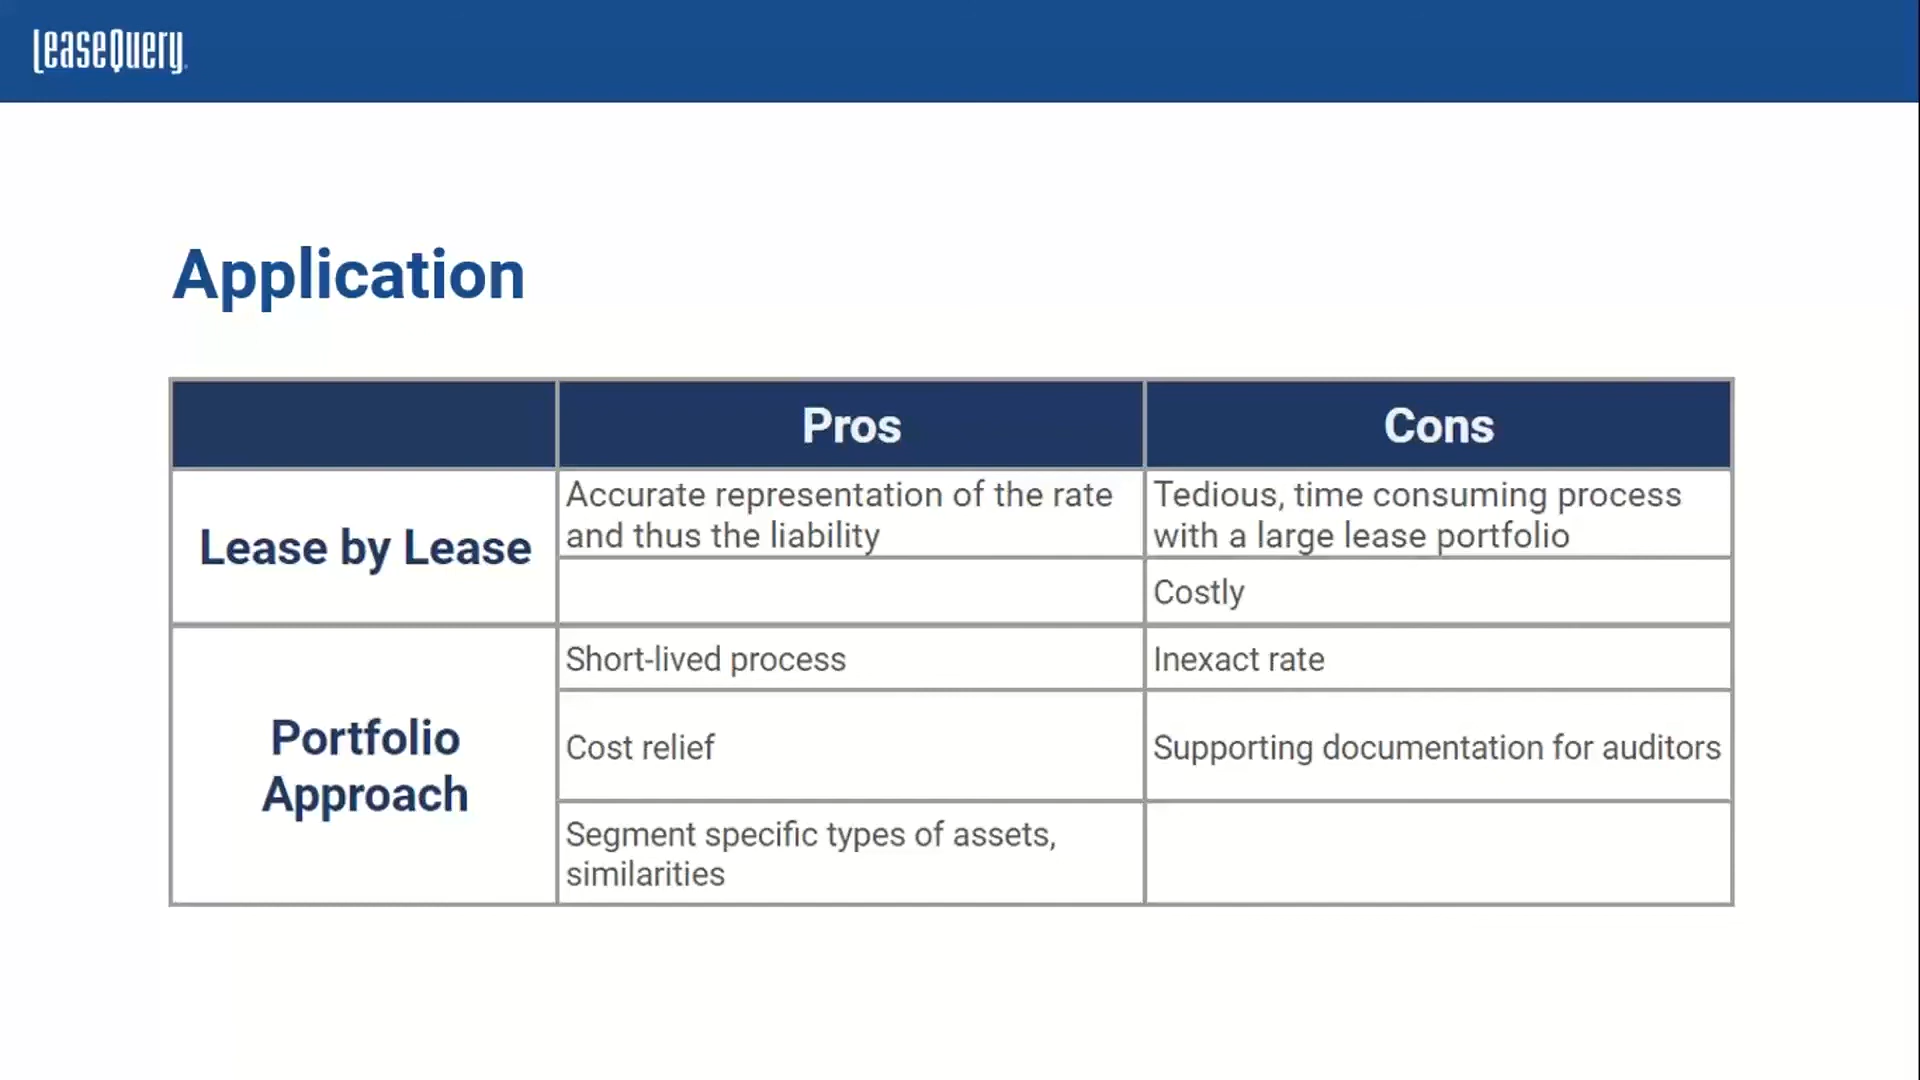 LeaseQuery
Application
Pros
Cons
Lease by Lease
Accurate representation of the rate
and thus the liability
Tedious, time consuming process
with a large lease portfolio
Costly
Portfolio
Approach
Short-lived process
Inexact rate
Cost relief
Supporting documentation for auditors
Segment specific types of assets,
similarities